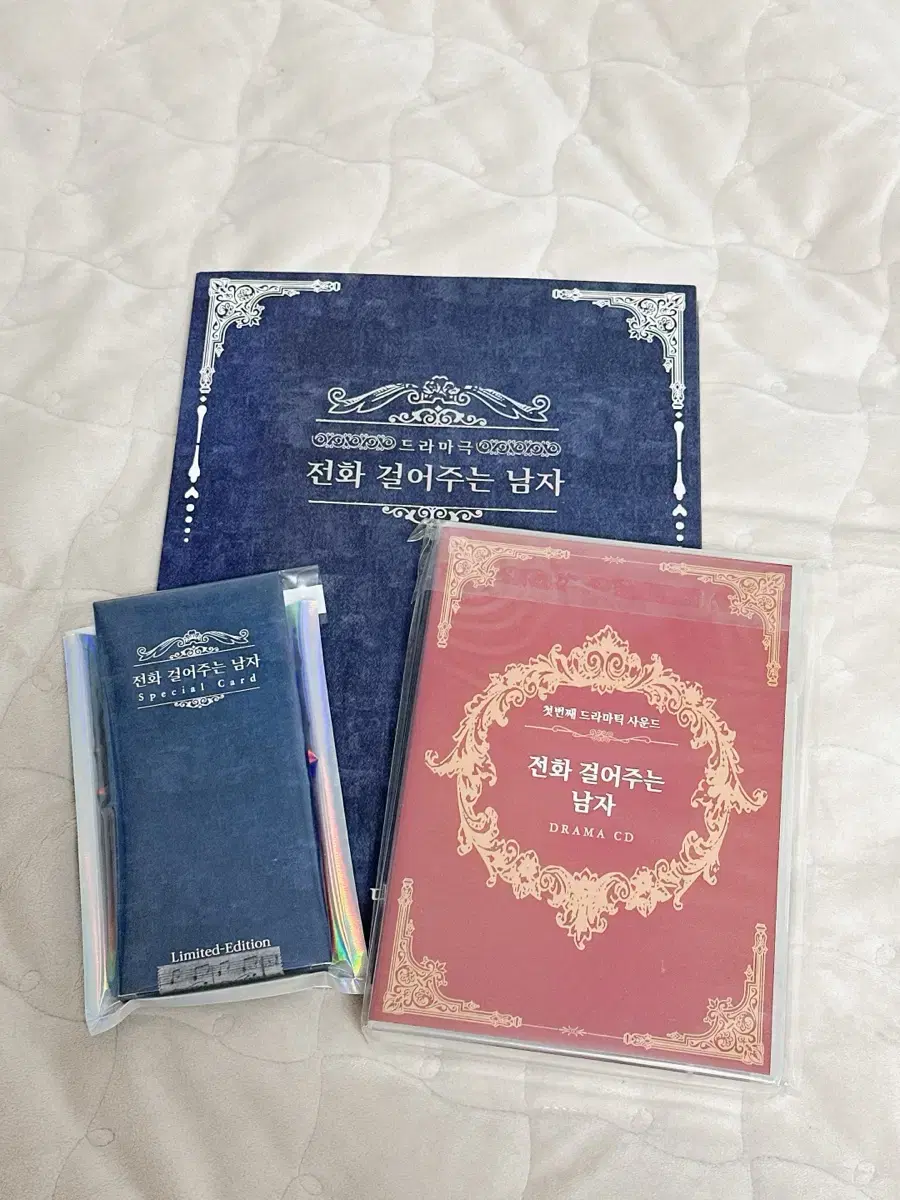 드라마극
전화 걸어주는 남자
전화 걸어주는 남자
Special Card
Limited-Edition
첫번째 드라마틱 사운드
전화 걸어주는
남자
DRAMA CD